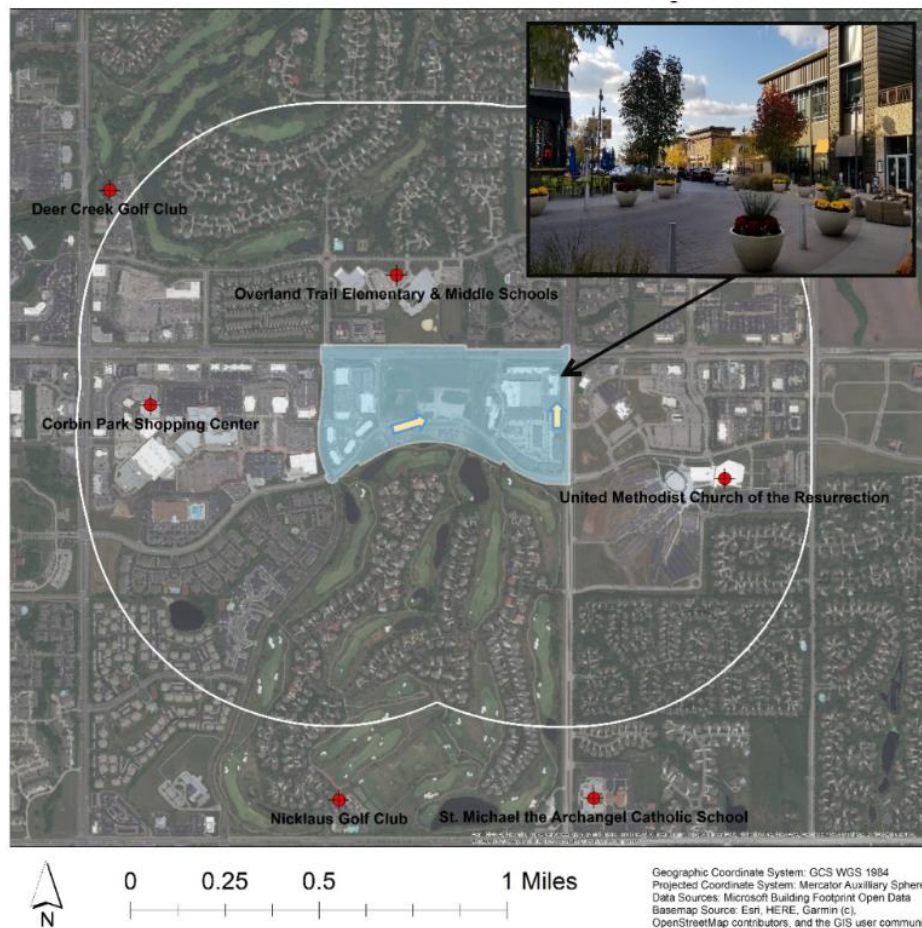 Deer Creek Golf Club
Overland Trail Elementary & Middle Schools
Corbin Park Shopping Center
United Methodist Church of the Resurrection
Nicklaus Golf Club
St. Michael the Archangel Catholic School
0 0.25 0.5 1 Miles
N
Geographic Coordinate System: GCS WGS 1984
Projected Coordinate System: Mercator Auxilliary Sphere
Data Sources: Microsoft Building Footprint Open Data
Basemap Source: Esri, HERE, Garmin (c),
OpenStreetMap contributors, and the GIS user